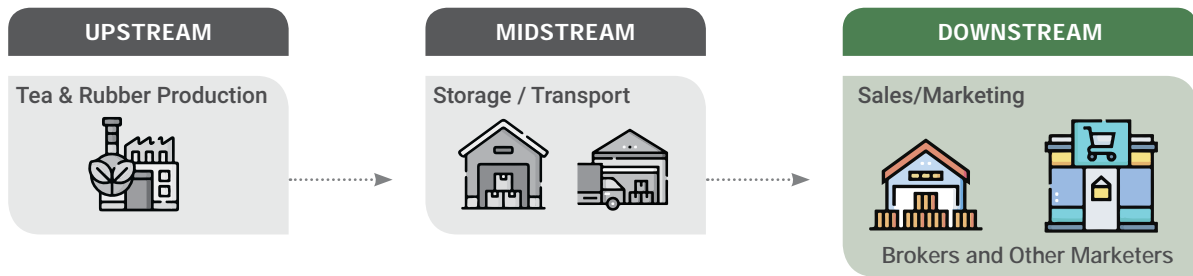 UPSTREAM
MIDSTREAM
DOWNSTREAM
Tea & Rubber Production
Storage / Transport
Sales/Marketing
Brokers and Other Marketers